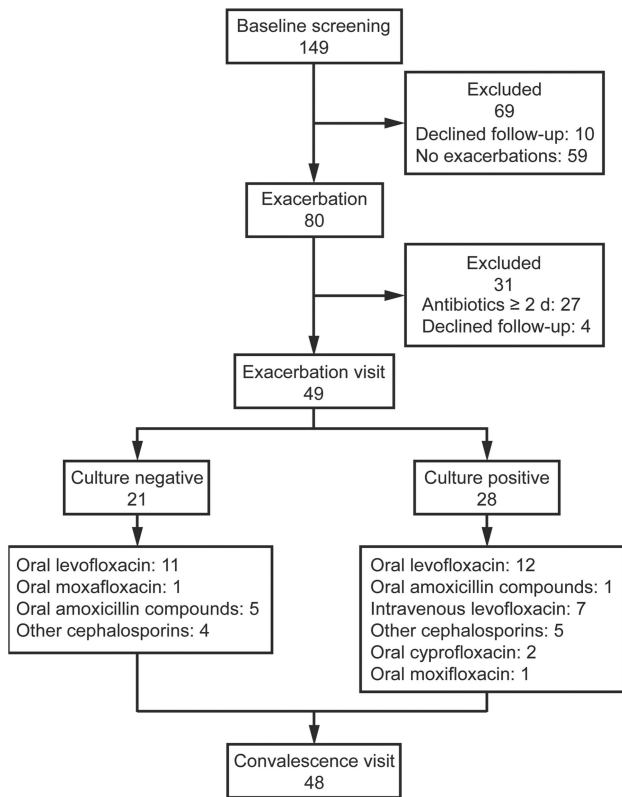 Baseline screening
149
Excluded
69
Declined follow-up: 10
No exacerbations: 59
Exacerbation
80
Excluded
31
Antibiotics ≥ 2 d: 27
Declined follow-up: 4
Exacerbation visit
49
Culture negative
21
Culture positive
28
Oral levofloxacin: 11
Oral moxafloxacin: 1
Oral amoxicillin compounds: 5
Other cephalosporins: 4
Oral levofloxacin: 12
Oral amoxicillin compounds: 1
Intravenous levofloxacin: 7
Other cephalosporins: 5
Oral cyprofloxacin: 2
Oral moxifloxacin: 1
Convalescence visit
48